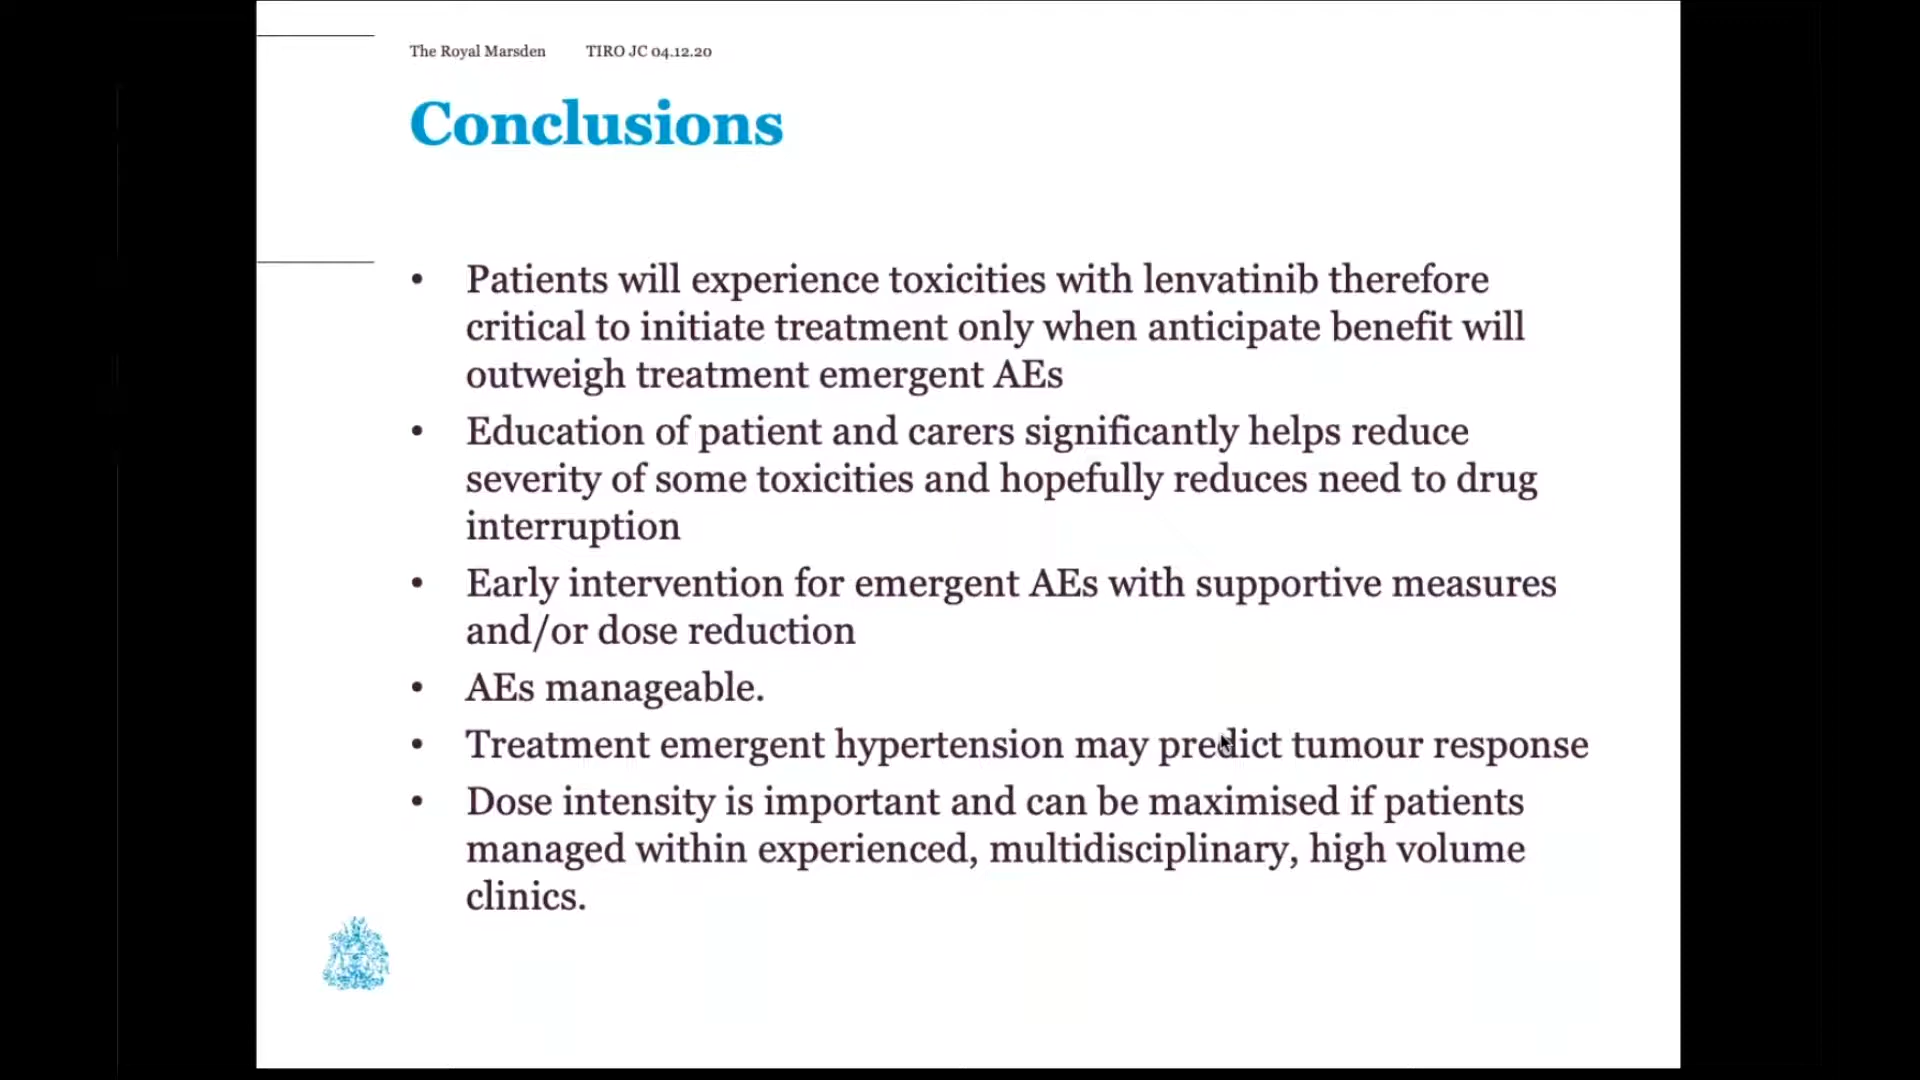 The Royal Marsden TIRO JC 04.12.20
Conclusions
• Patients will experience toxicities with lenvatinib therefore
critical to initiate treatment only when anticipate benefit will
outweigh treatment emergent AEs
• Education of patient and carers significantly helps reduce
severity of some toxicities and hopefully reduces need to drug
interruption
• Early intervention for emergent AEs with supportive measures
and/or dose reduction
• AEs manageable.
• Treatment emergent hypertension may predict tumour response
• Dose intensity is important and can be maximised if patients
managed within experienced, multidisciplinary, high volume
clinics.